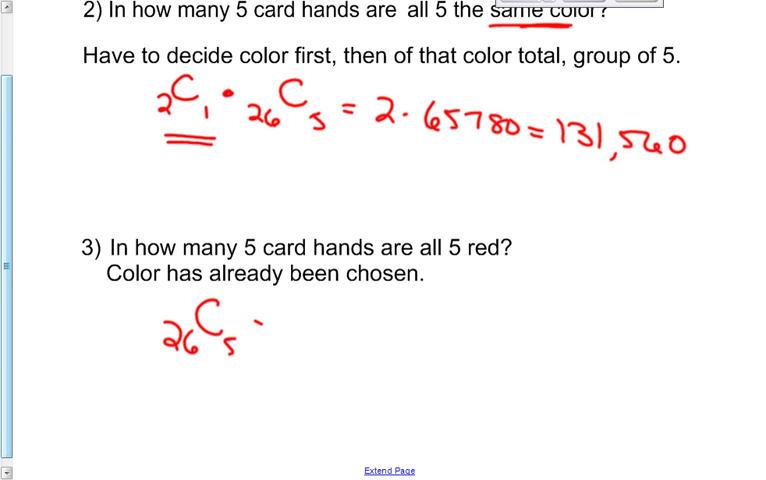 2) In how many 5 card hands are all 5 the same color?
Have to decide color first, then of that color total, group of 5.
₂C₁ • ₂₆C₅ = 2 · 65780 = 131,560
3) In how many 5 card hands are all 5 red?
Color has already been chosen.
₂₆C₅
Extend Page